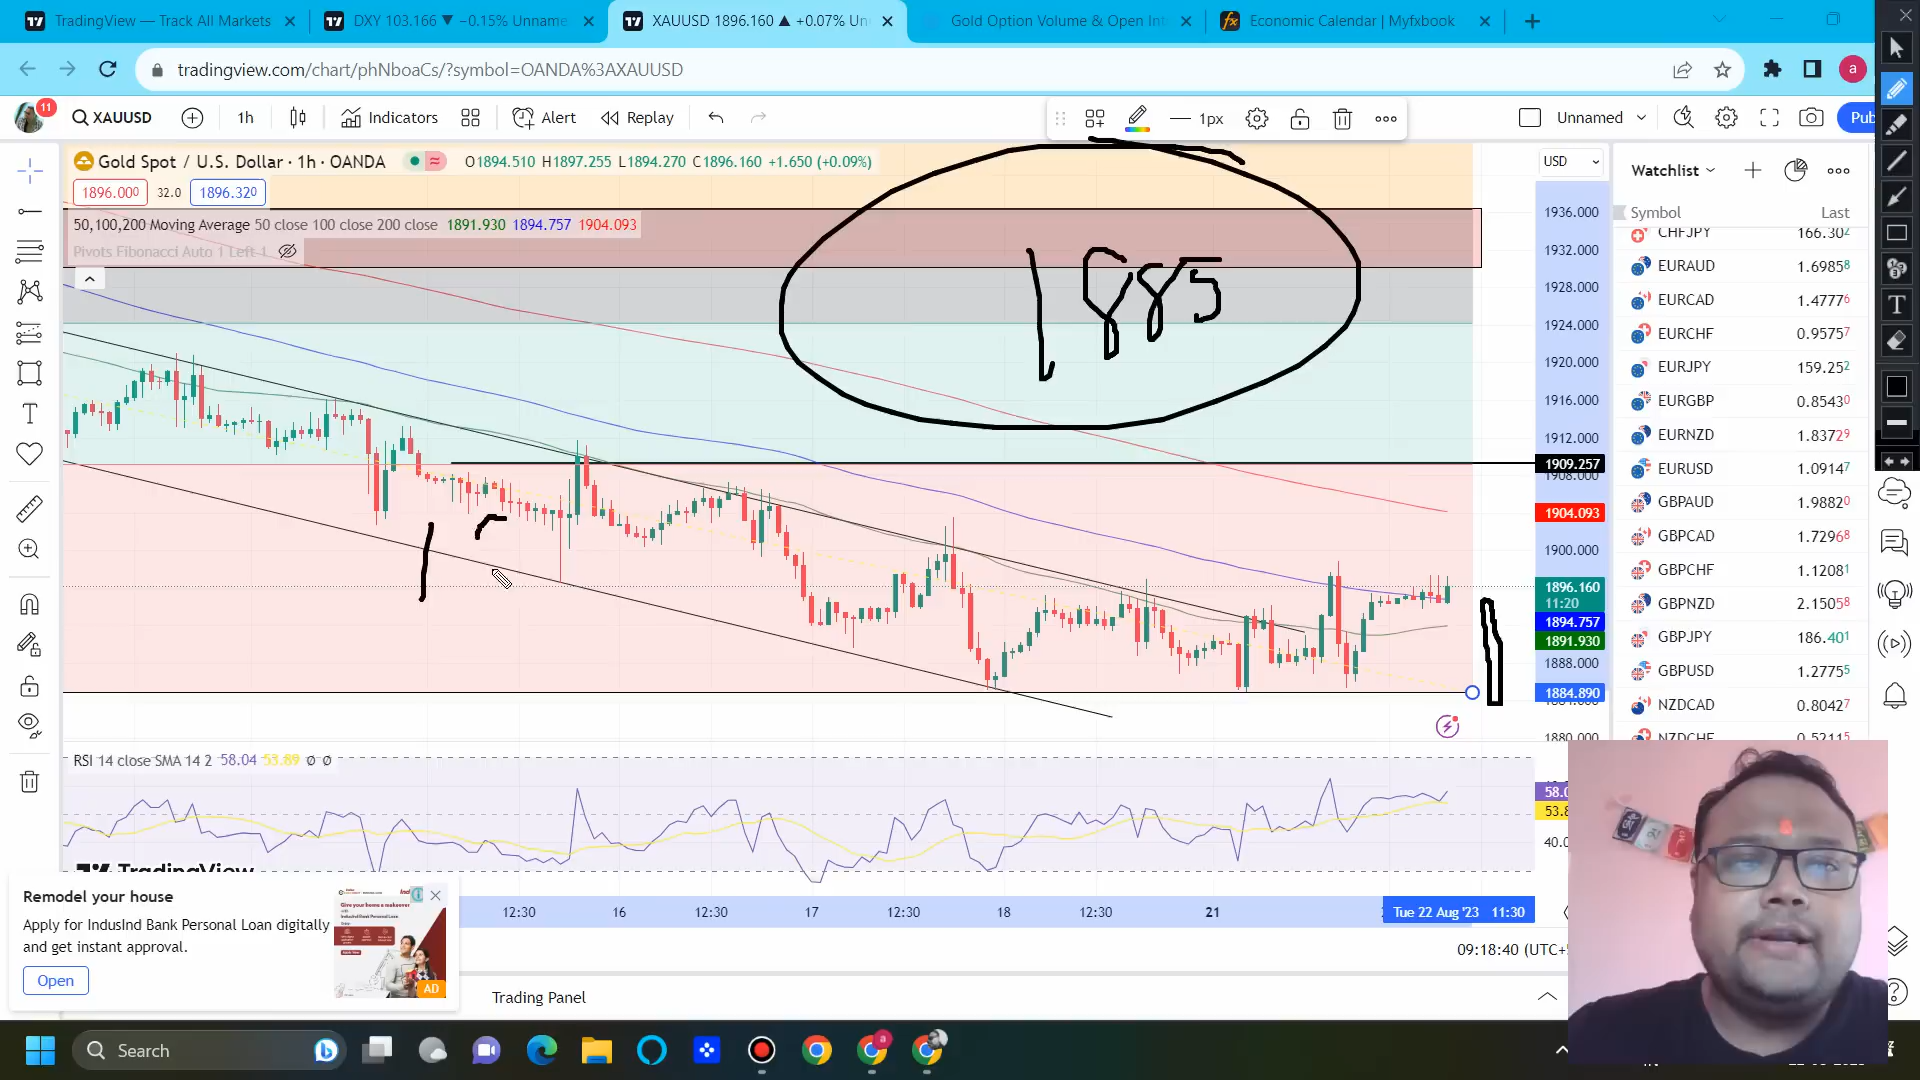 TradingView — Track All Markets
DXY 103.166 ▼ −0.15% Unname
XAUUSD 1896.160 ▲ +0.07% Un
Gold Option Volume & Open Int
Economic Calendar | Myfxbook
tradingview.com/chart/phNboaCs/?symbol=OANDA%3AXAUUSD
a
11
XAUUSD
1h
Indicators
Alert
Replay
1px
Unnamed
Pub
Gold Spot / U.S. Dollar · 1h · OANDA
O1894.510 H1897.255 L1894.270 C1896.160 +1.650 (+0.09%)
1896.000
32.0
1896.320
50,100,200 Moving Average 50 close 100 close 200 close 1891.930 1894.757 1904.093
Pivots Fibonacci Auto 1 Left 1
1885
USD
1936.000
1932.000
1928.000
1924.000
1920.000
1916.000
1912.000
1909.257
1908.000
1904.093
1900.000
1896.160
11:20
1894.757
1891.930
1888.000
1884.890
1880.000
Watchlist
Symbol Last
CHFJPY 166.302
EURAUD 1.69858
EURCAD 1.47776
EURCHF 0.95757
EURJPY 159.252
EURGBP 0.85430
EURNZD 1.83729
EURUSD 1.09147
GBPAUD 1.98820
GBPCAD 1.72968
GBPCHF 1.12081
GBPNZD 2.15058
GBPJPY 186.401
GBPUSD 1.27755
NZDCAD 0.80427
NZDCHF 0.52115
RSI 14 close SMA 14 2 58.04 53.89 ø ø
58.0
53.8
40.0
TradingView
12:30
16
12:30
17
12:30
18
12:30
21
Tue 22 Aug '23 11:30
09:18:40 (UTC+
Remodel your house
Apply for IndusInd Bank Personal Loan digitally
and get instant approval.
Open
AD
Trading Panel
Search